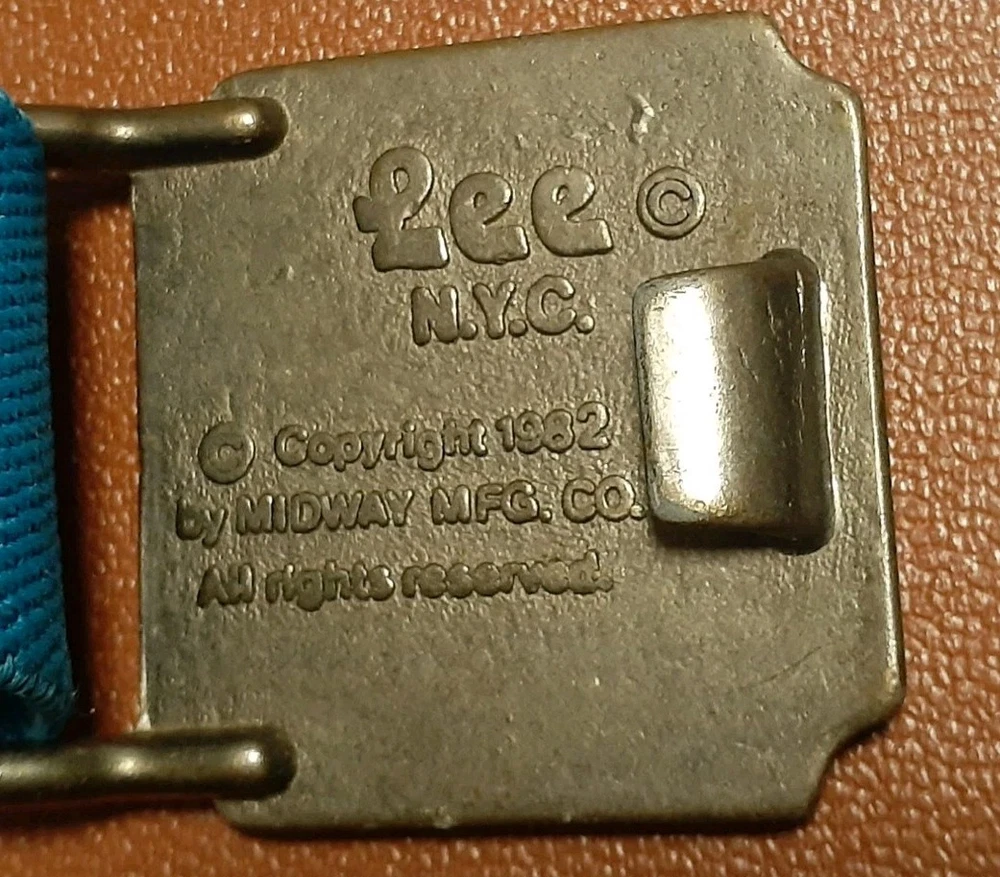 Lee ©
N.Y.C.
© Copyright 1982
by MIDWAY MFG. CO.
All rights reserved.